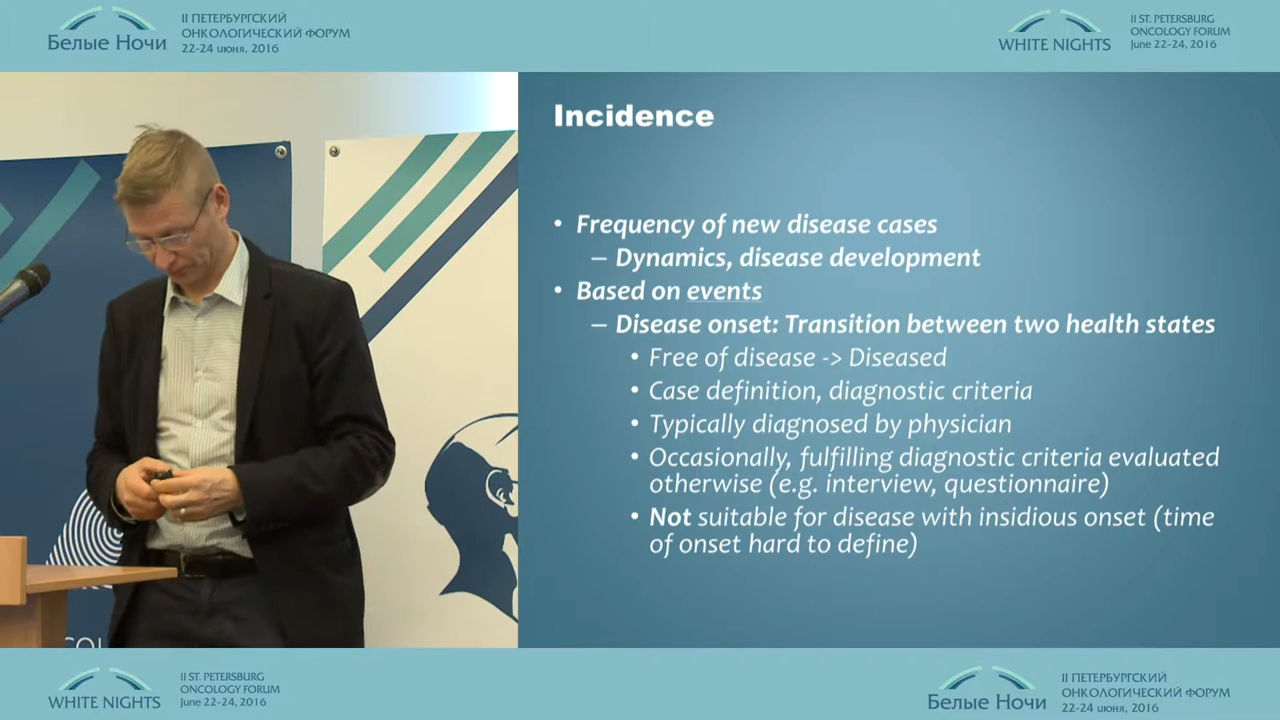 Белые Ночи
II ПЕТЕРБУРГСКИЙ
ОНКОЛОГИЧЕСКИЙ ФОРУМ
22-24 июня, 2016
WHITE NIGHTS
II ST. PETERSBURG
ONCOLOGY FORUM
June 22-24, 2016
Incidence
• Frequency of new disease cases
– Dynamics, disease development
• Based on events
– Disease onset: Transition between two health states
• Free of disease -> Diseased
• Case definition, diagnostic criteria
• Typically diagnosed by physician
• Occasionally, fulfilling diagnostic criteria evaluated
otherwise (e.g. interview, questionnaire)
• Not suitable for disease with insidious onset (time
of onset hard to define)
WHITE NIGHTS
II ST. PETERSBURG
ONCOLOGY FORUM
June 22-24, 2016
Белые Ночи
II ПЕТЕРБУРГСКИЙ
ОНКОЛОГИЧЕСКИЙ ФОРУМ
22-24 июня, 2016